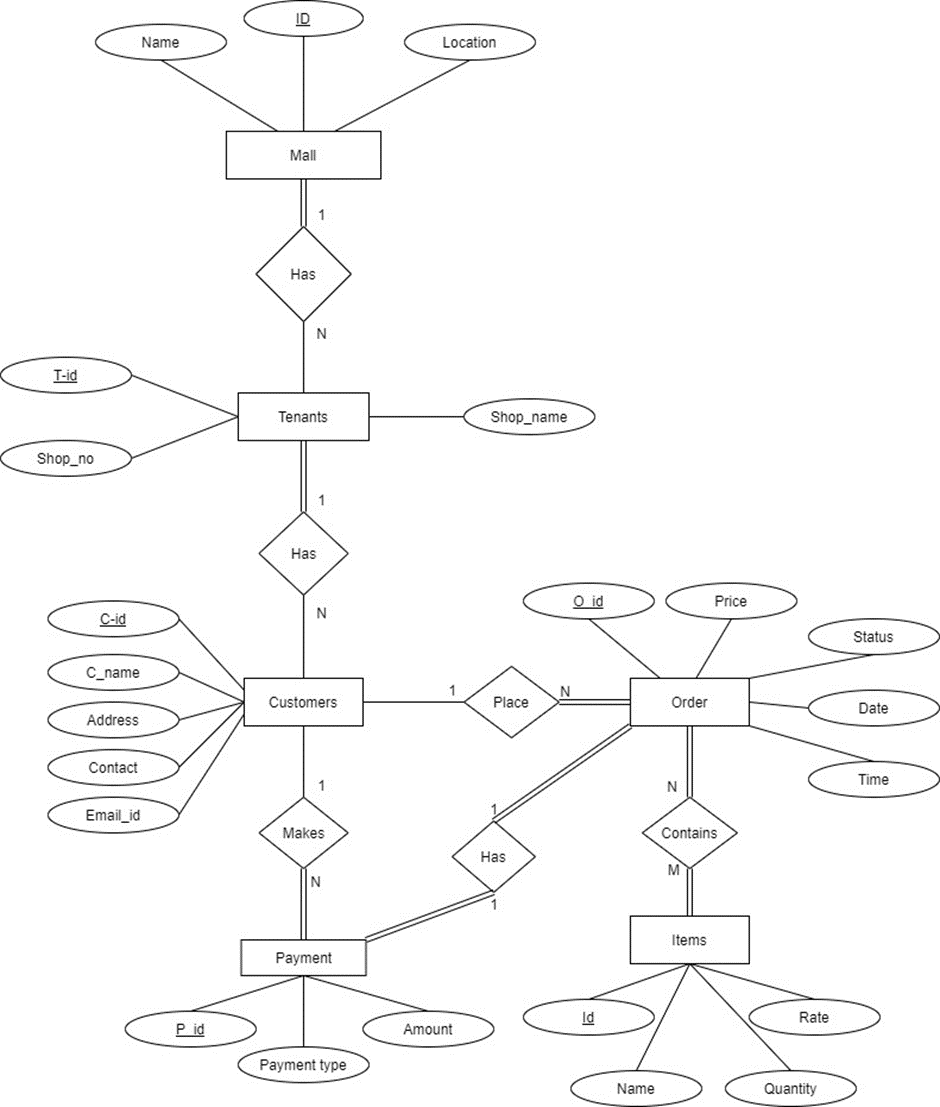 ID
Name
Location
Mall
1
Has
N
T-id
Tenants
Shop_name
Shop_no
1
Has
N
C-id
C_name
Address
Contact
Email_id
Customers
1
Place
N
O_id
Price
Status
Order
Date
Time
1
Makes
N
1
Has
1
N
Contains
M
Payment
P_id
Payment type
Amount
Items
Id
Rate
Name
Quantity